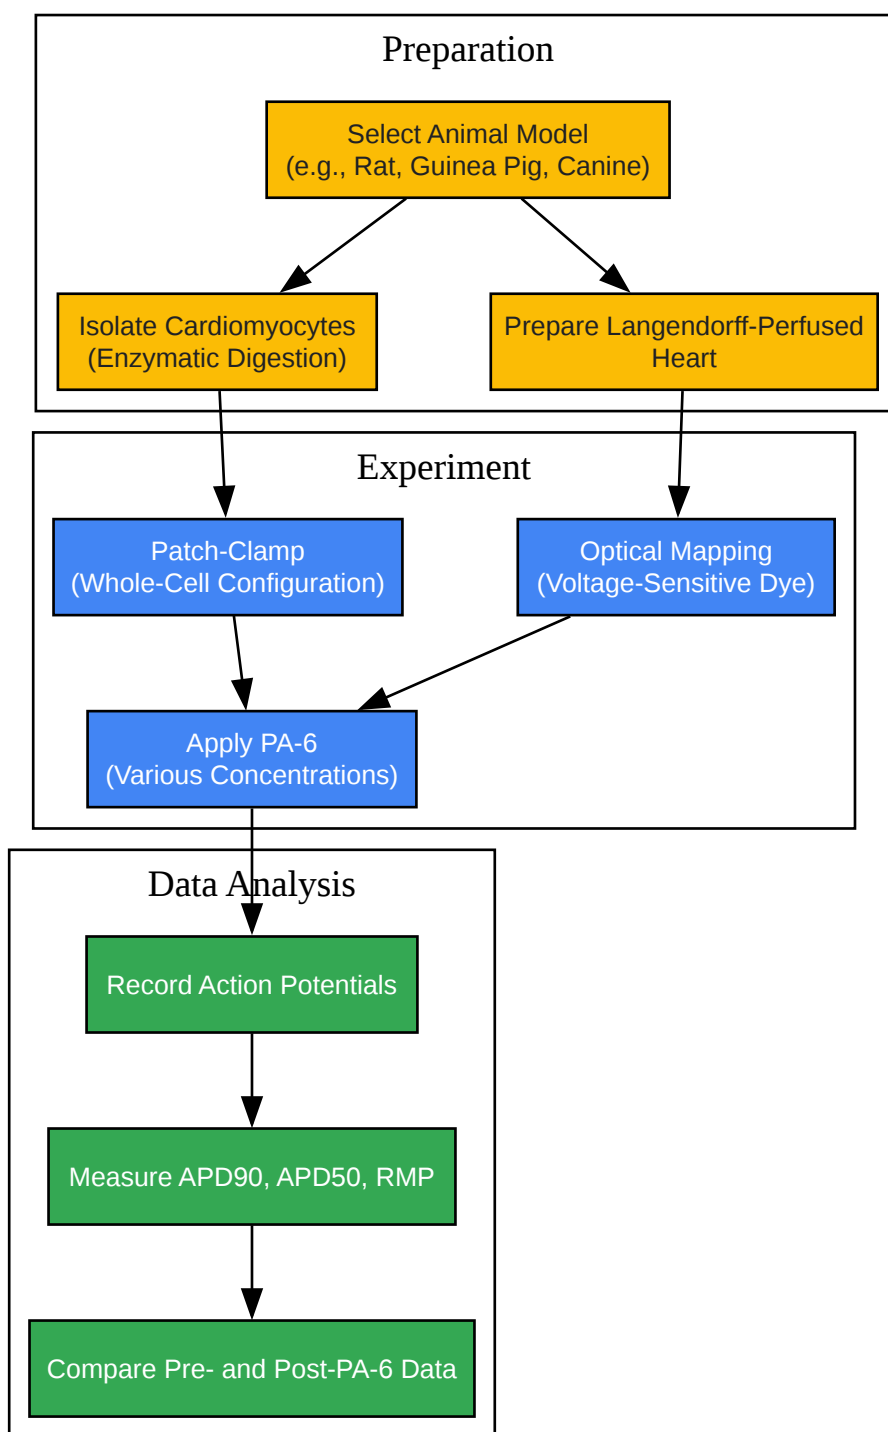 Preparation
Select Animal Model
(e.g., Rat, Guinea Pig, Canine)
Isolate Cardiomyocytes
(Enzymatic Digestion)
Prepare Langendorff-Perfused
Heart
Experiment
Patch-Clamp
(Whole-Cell Configuration)
Optical Mapping
(Voltage-Sensitive Dye)
Apply PA-6
(Various Concentrations)
Data Analysis
Record Action Potentials
Measure APD90, APD50, RMP
Compare Pre- and Post-PA-6 Data